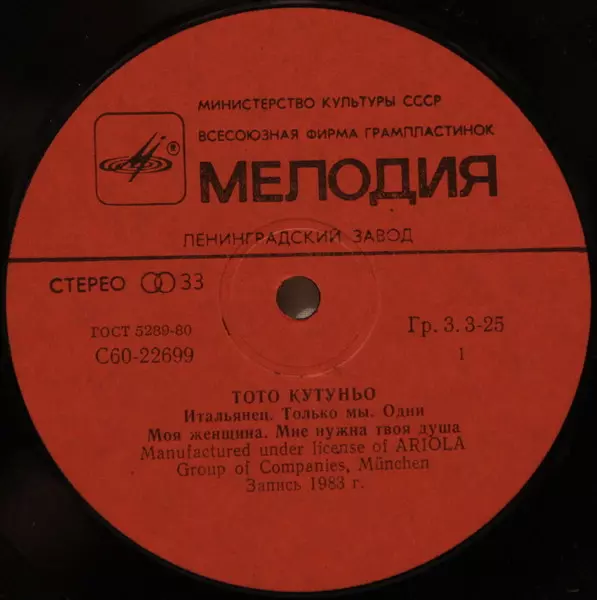 МИНИСТЕРСТВО КУЛЬТУРЫ СССР
ВСЕСОЮЗНАЯ ФИРМА ГРАМПЛАСТИНОК
®
МЕЛОДИЯ
ЛЕНИНГРАДСКИЙ ЗАВОД
СТЕРЕО 33
ГОСТ 5289-80
Гр. 3. 3-25
С60-22699
1
ТОТО КУТУНЬО
Итальянец. Только мы. Одни
Моя женщина. Мне нужна твоя душа
Manufactured under license of ARIOLA
Group of Companies, München
Запись 1983 г.